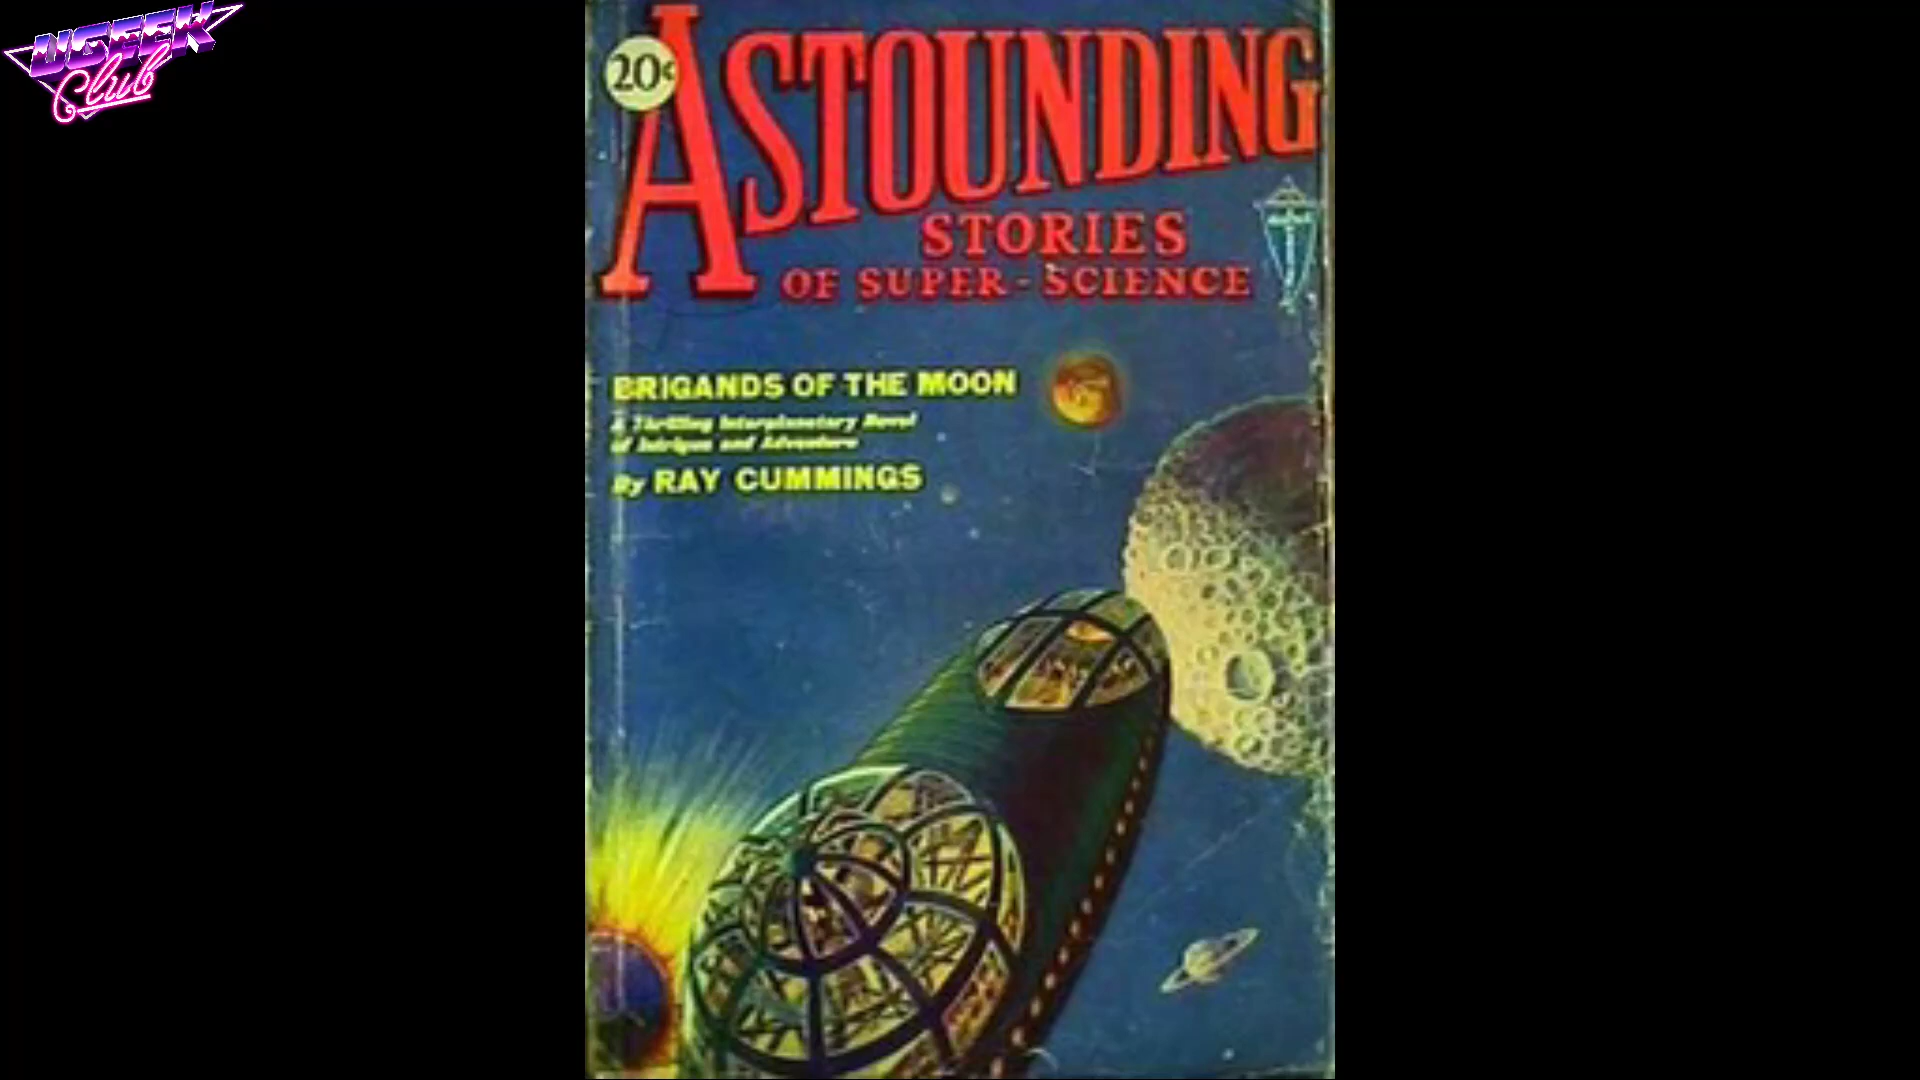 UGEEK
Club
20¢
ASTOUNDING
STORIES
OF SUPER-SCIENCE
BRIGANDS OF THE MOON
A Thrilling Interplanetary Novel
of Intrigue and Adventure
By RAY CUMMINGS